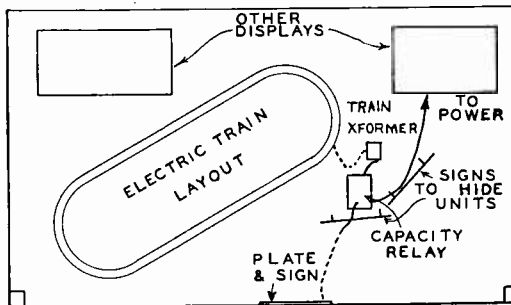 OTHER
DISPLAYS
TRAIN
XFORMER
TO
POWER
ELECTRIC TRAIN
LAYOUT
SIGNS
TO HIDE
UNITS
CAPACITY
RELAY
PLATE
& SIGN